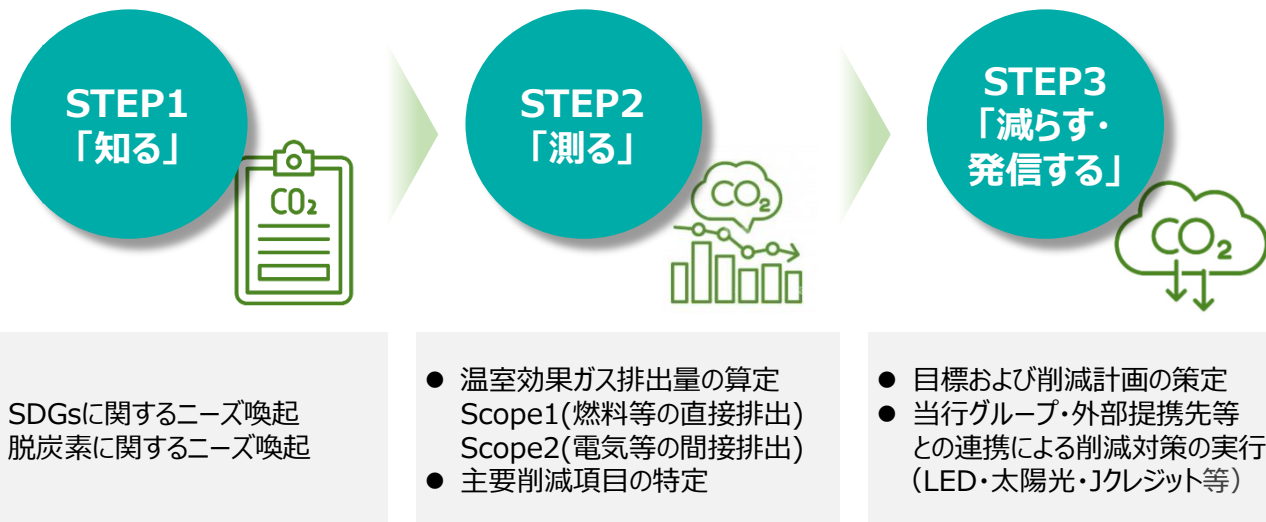 STEP1
「知る」
CO₂
SDGsに関するニーズ喚起
脱炭素に関するニーズ喚起
STEP2
「測る」
CO₂
● 温室効果ガス排出量の算定
Scope1(燃料等の直接排出)
Scope2(電気等の間接排出)
● 主要削減項目の特定
STEP3
「減らす・
発信する」
CO₂
● 目標および削減計画の策定
● 当行グループ・外部提携先等
との連携による削減対策の実行
（LED・太陽光・Jクレジット等）